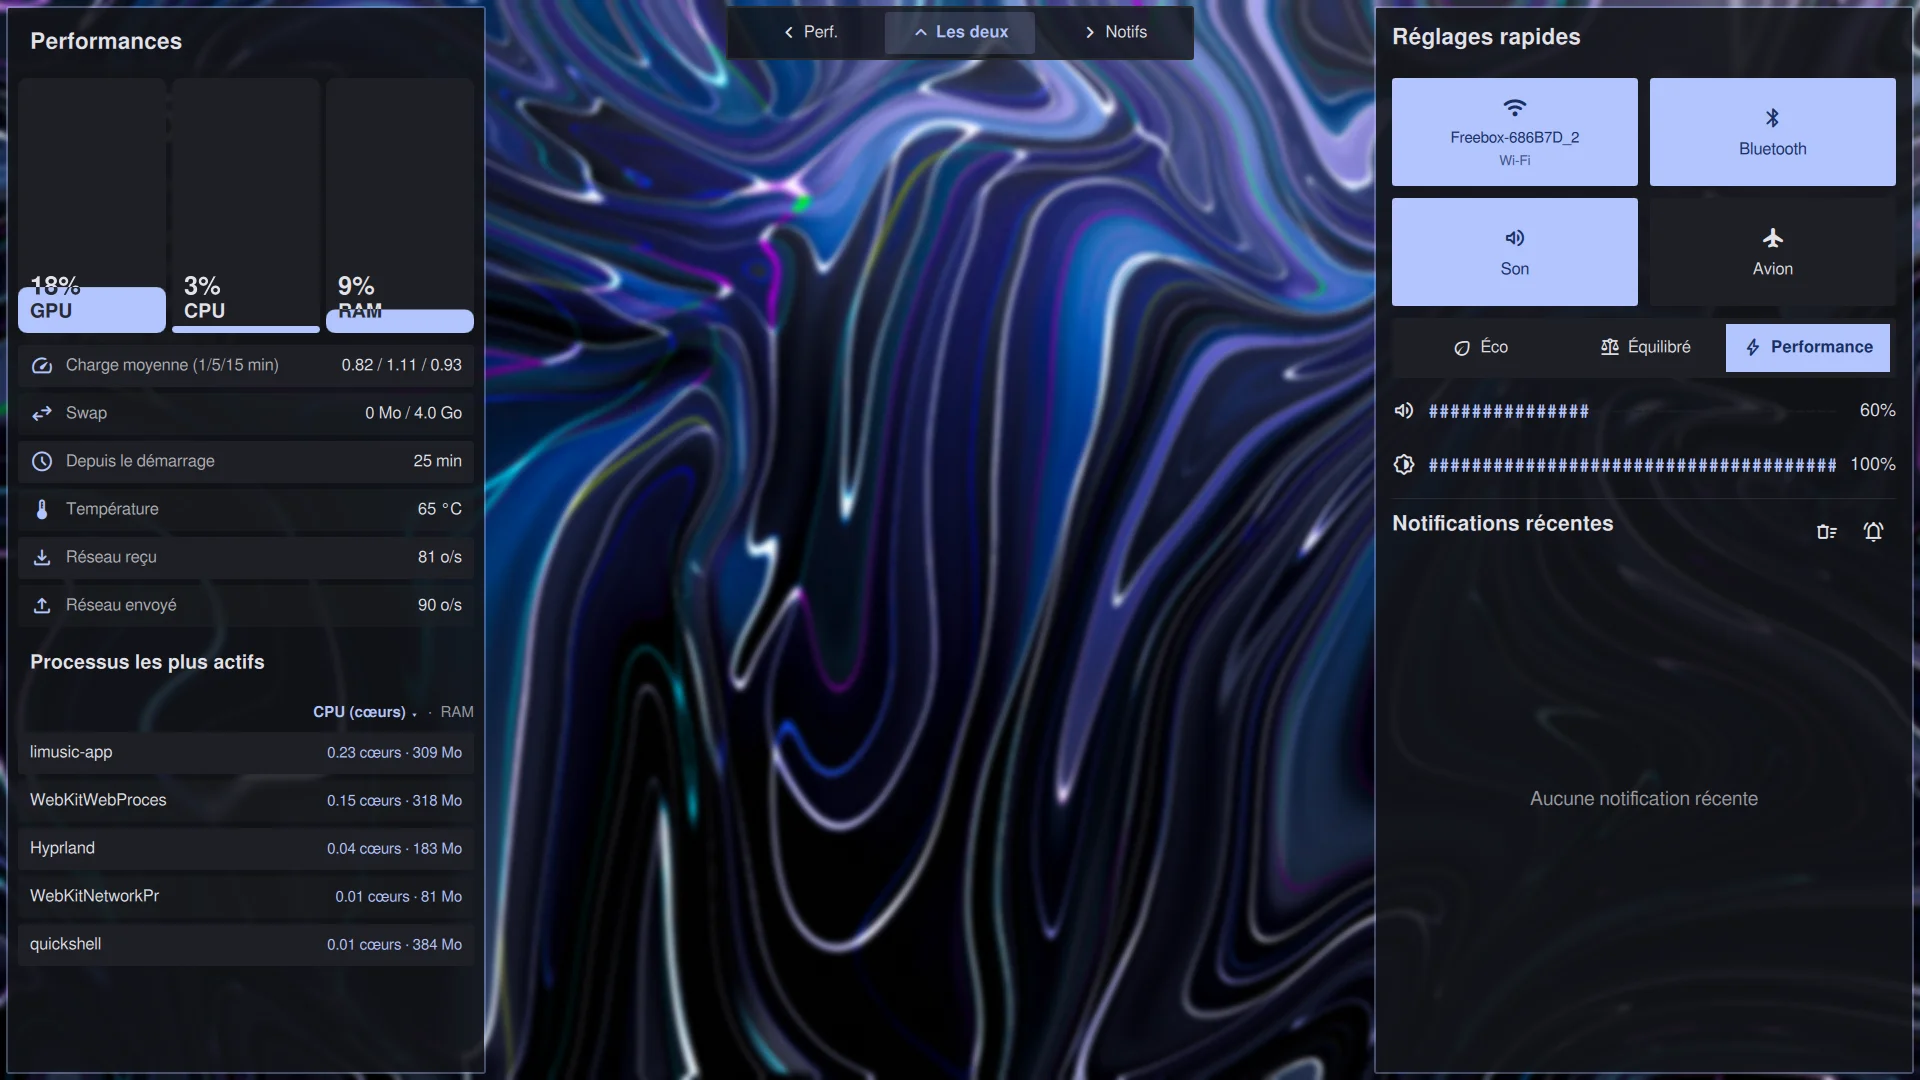 Performances
18%
GPU
3%
CPU
9%
RAM
Charge moyenne (1/5/15 min) 0.82 / 1.11 / 0.93
Swap 0 Mo / 4.0 Go
Depuis le démarrage 25 min
Température 65 °C
Réseau reçu 81 o/s
Réseau envoyé 90 o/s
Processus les plus actifs
CPU (cœurs) · RAM
limusic-app 0.23 cœurs · 309 Mo
WebKitWebProces 0.15 cœurs · 318 Mo
Hyprland 0.04 cœurs · 183 Mo
WebKitNetworkPr 0.01 cœurs · 81 Mo
quickshell 0.01 cœurs · 384 Mo
Perf. Les deux Notifs
Réglages rapides
Freebox-686B7D_2
Wi-Fi
Bluetooth
Son
Avion
Éco Équilibré Performance
############### 60%
###################################### 100%
Notifications récentes
Aucune notification récente